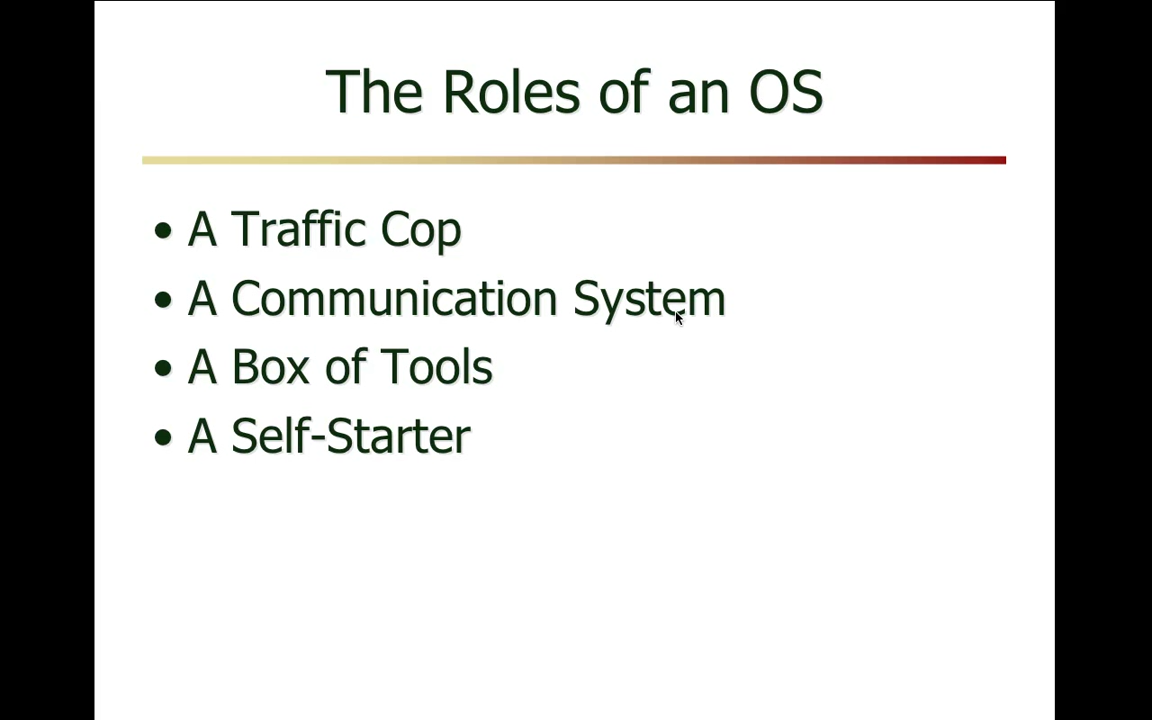 The Roles of an OS
• A Traffic Cop
• A Communication System
• A Box of Tools
• A Self-Starter